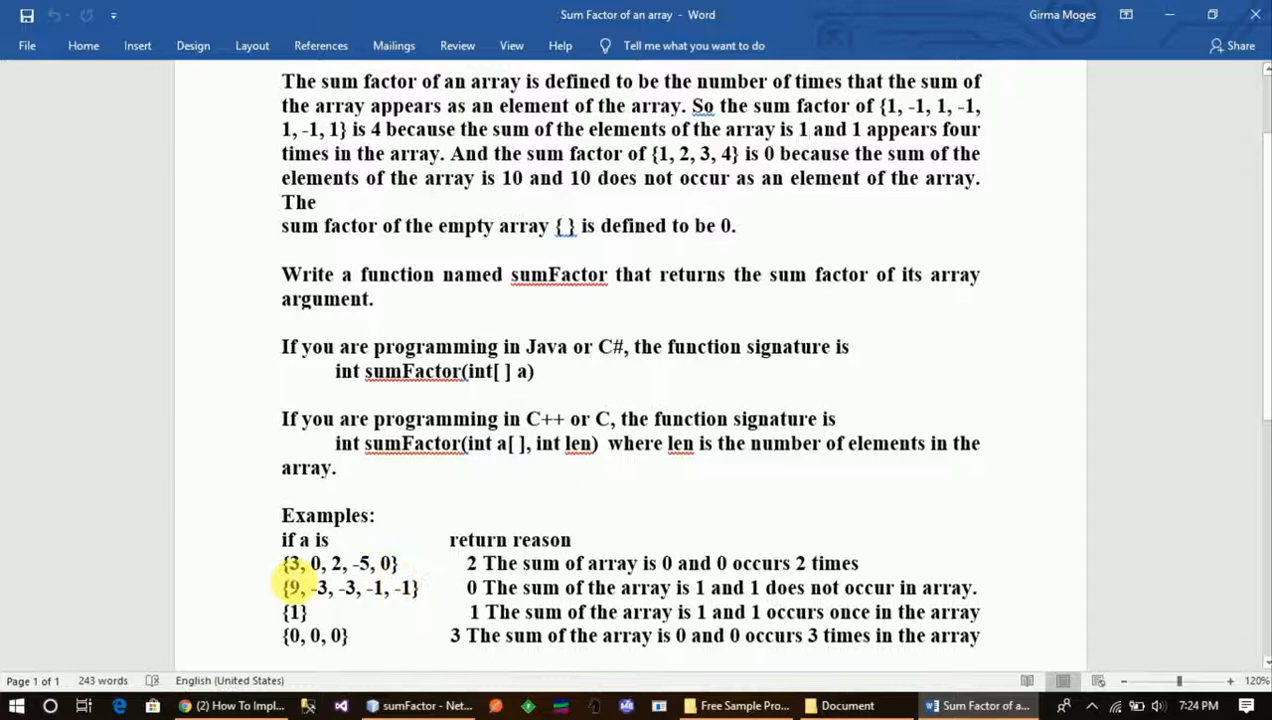 Sum Factor of an array - Word
Girma Moges
File Home Insert Design Layout References Mailings Review View Help Tell me what you want to do Share
The sum factor of an array is defined to be the number of times that the sum of
the array appears as an element of the array. So the sum factor of {1, -1, 1, -1,
1, -1, 1} is 4 because the sum of the elements of the array is 1 and 1 appears four
times in the array. And the sum factor of {1, 2, 3, 4} is 0 because the sum of the
elements of the array is 10 and 10 does not occur as an element of the array.
The
sum factor of the empty array { } is defined to be 0.
Write a function named sumFactor that returns the sum factor of its array
argument.
If you are programming in Java or C#, the function signature is
int sumFactor(int[ ] a)
If you are programming in C++ or C, the function signature is
int sumFactor(int a[ ], int len) where len is the number of elements in the
array.
Examples:
if a is return reason
{3, 0, 2, -5, 0} 2 The sum of array is 0 and 0 occurs 2 times
{9, -3, -3, -1, -1} 0 The sum of the array is 1 and 1 does not occur in array.
{1} 1 The sum of the array is 1 and 1 occurs once in the array
{0, 0, 0} 3 The sum of the array is 0 and 0 occurs 3 times in the array
Page 1 of 1 243 words English (United States) 120%
(2) How To Impl... sumFactor - Net... Free Sample Pro... Document Sum Factor of a... 7:24 PM